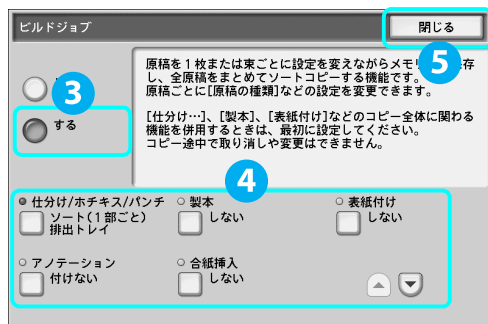 ビルドジョブ
閉じる
5
原稿を1枚または束ごとに設定を変えながらメモリ
存
し、全原稿をまとめてソートコピーする機能です。
原稿ごとに[原稿の種類]などの設定を変更できます。
3
する
[仕分け…]、[製本]、[表紙付け]などのコピー全体に関わる
機能を併用するときは、最初に設定してください。
コピー途中で取り消しや変更はできません。
4
仕分け/ホチキス/パンチ
ソート(1部ごと)
排出トレイ
製本
しない
表紙付け
しない
アノテーション
付けない
合紙挿入
しない